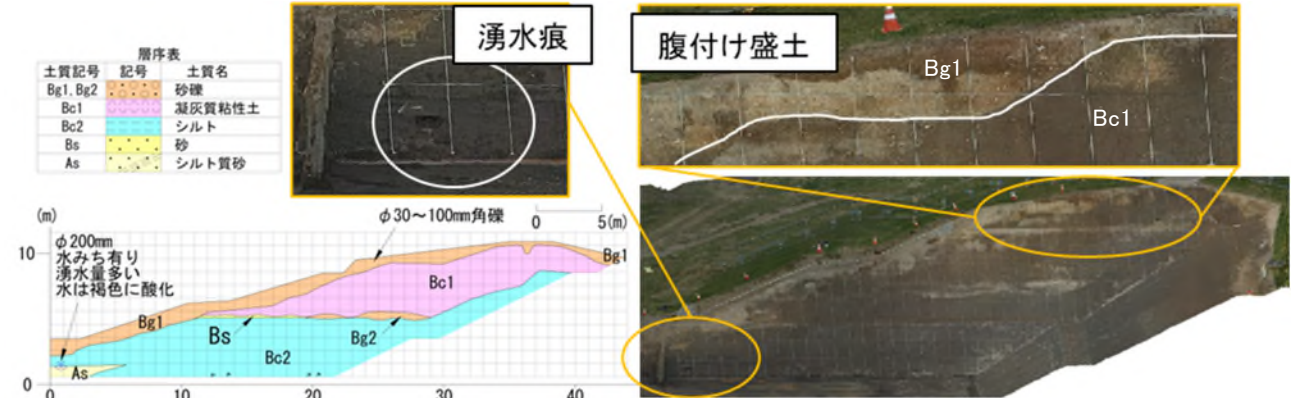 湧水痕
腹付け盛土
Bg1
Bc1
層序表
土質記号 記号 土質名
Bg1,Bg2 砂礫
Bc1 凝灰質粘性土
Bc2 シルト
Bs 砂
As シルト質砂
(m)
φ30～100mm角礫
0 5(m)
φ200mm
水みち有り
湧水量多い
水は褐色に酸化
10
Bg1
Bc1
Bg1
Bs
Bg2
Bc2
As
0
0 10 20 30 40